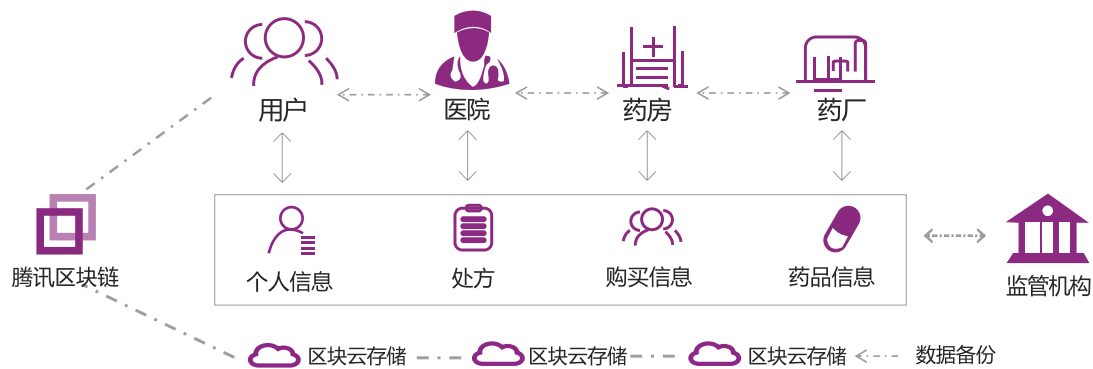 用户
医院
药房
药厂
腾讯区块链
个人信息
处方
购买信息
药品信息
监管机构
区块云存储
区块云存储
区块云存储
数据备份